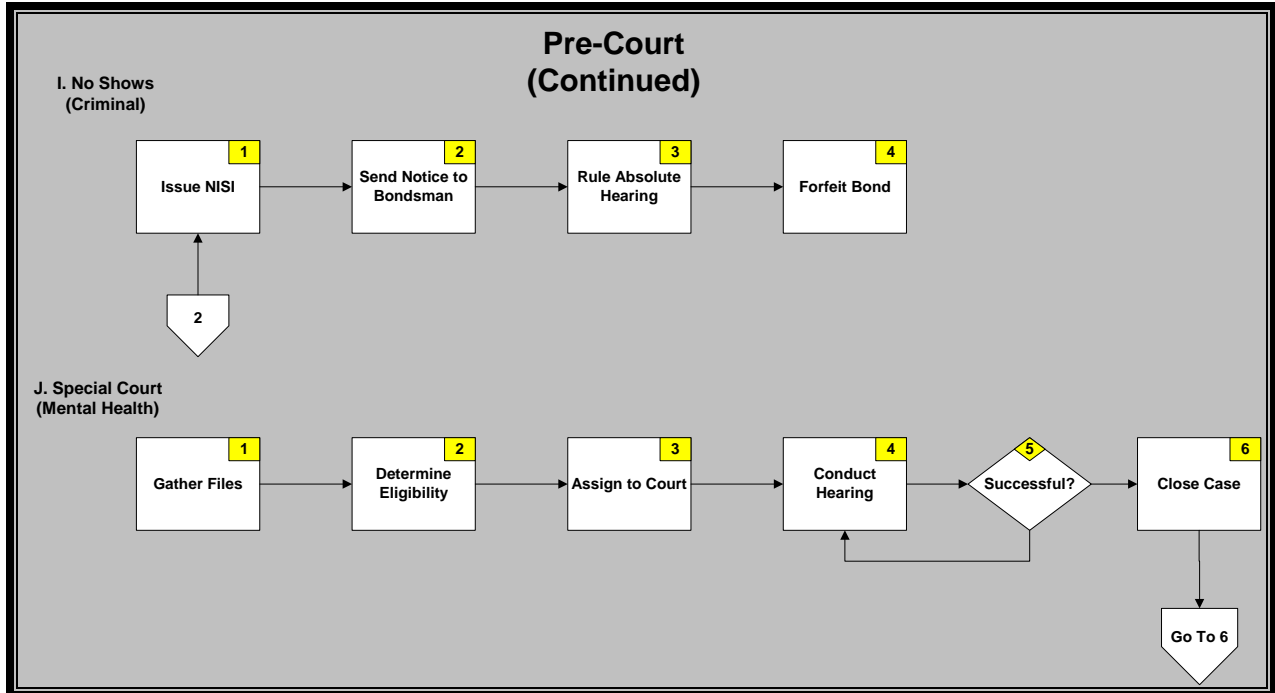 Pre-Court
(Continued)
I. No Shows
(Criminal)
1
Issue NISI
2
Send Notice to
Bondsman
3
Rule Absolute
Hearing
4
Forfeit Bond
2
J. Special Court
(Mental Health)
1
Gather Files
2
Determine
Eligibility
3
Assign to Court
4
Conduct
Hearing
5
Successful?
6
Close Case
Go To 6